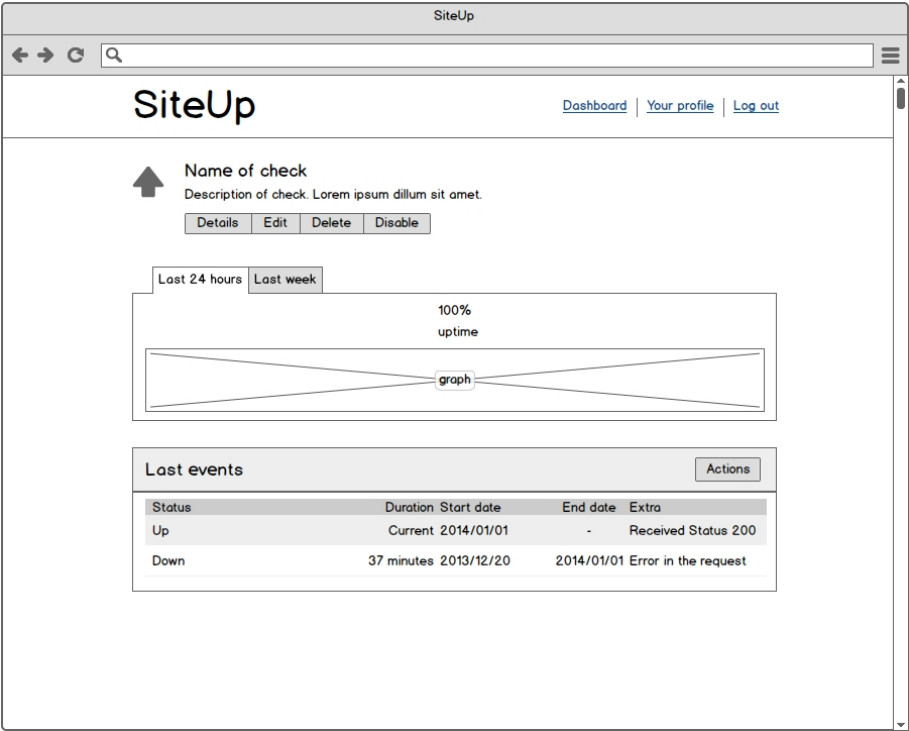 SiteUp
SiteUp
Dashboard Your profile Log out
Name of check
Description of check. Lorem ipsum dillum sit amet.
Details Edit Delete Disable
Last 24 hours Last week
100%
uptime
graph
Last events Actions
Status Duration Start date End date Extra
Up Current 2014/01/01 - Received Status 200
Down 37 minutes 2013/12/20 2014/01/01 Error in the request